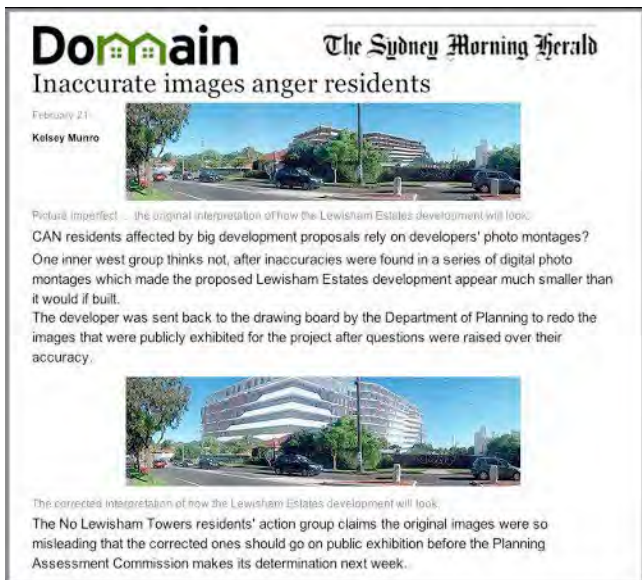 Domain
The Sydney Morning Herald
Inaccurate images anger residents
February 21
Kelsey Munro
Picture imperfect ... the original interpretation of how the Lewisham Estates development will look.
CAN residents affected by big development proposals rely on developers' photo montages?
One inner west group thinks not, after inaccuracies were found in a series of digital photo
montages which made the proposed Lewisham Estates development appear much smaller than
it would if built.
The developer was sent back to the drawing board by the Department of Planning to redo the
images that were publicly exhibited for the project after questions were raised over their
accuracy.
The corrected interpretation of how the Lewisham Estates development will look.
The No Lewisham Towers residents' action group claims the original images were so
misleading that the corrected ones should go on public exhibition before the Planning
Assessment Commission makes its determination next week.